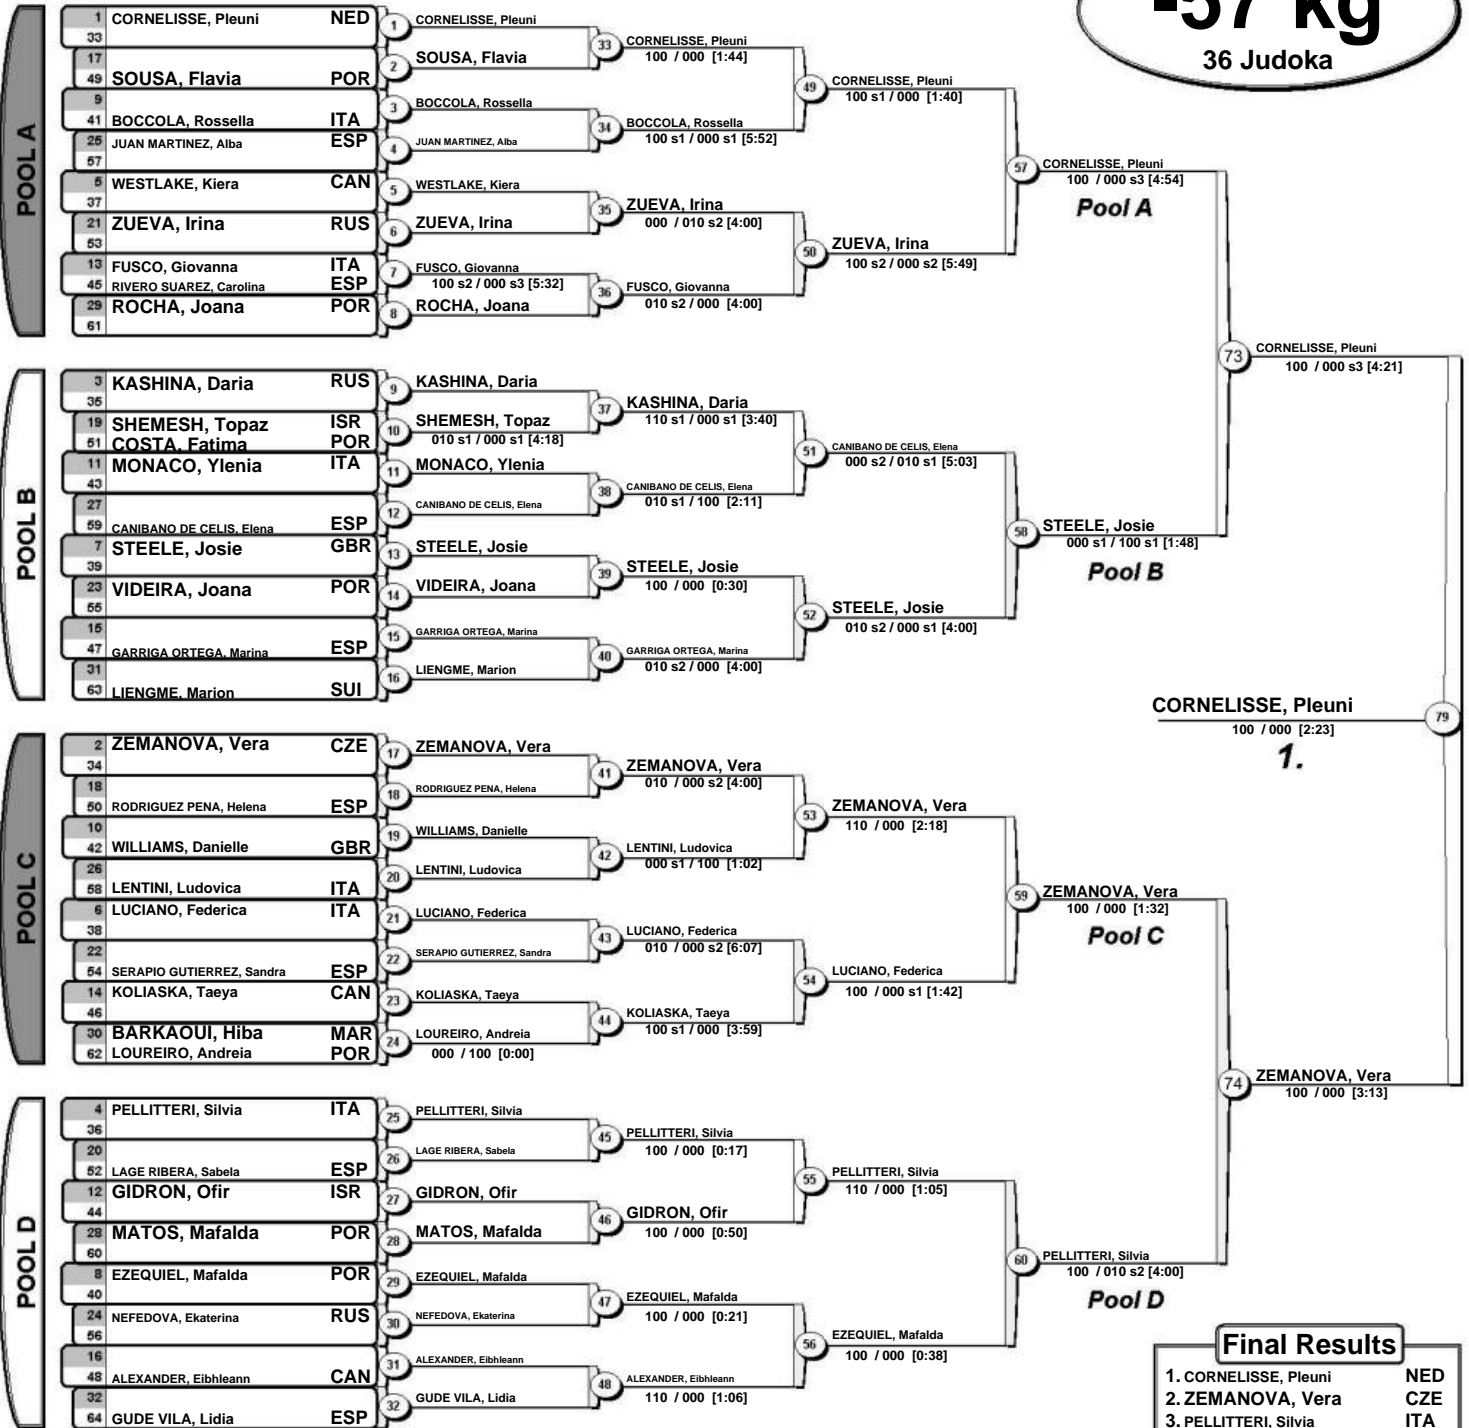 -57 kg
36 Judoka
POOL A
1 CORNELISSE, Pleuni NED
33
17
49 SOUSA, Flavia POR
9
41 BOCCOLA, Rossella ITA
25 JUAN MARTINEZ, Alba ESP
57
5 WESTLAKE, Kiera CAN
37
21 ZUEVA, Irina RUS
53
13 FUSCO, Giovanna ITA
45 RIVERO SUAREZ, Carolina ESP
29 ROCHA, Joana POR
61
1 CORNELISSE, Pleuni
2 SOUSA, Flavia
3 BOCCOLA, Rossella
4 JUAN MARTINEZ, Alba
5 WESTLAKE, Kiera
6 ZUEVA, Irina
7 FUSCO, Giovanna
100 s2 / 000 s3 [5:32]
8 ROCHA, Joana
33 CORNELISSE, Pleuni
100 / 000 [1:44]
34 BOCCOLA, Rossella
100 s1 / 000 s1 [5:52]
35 ZUEVA, Irina
000 / 010 s2 [4:00]
36 FUSCO, Giovanna
010 s2 / 000 [4:00]
49 CORNELISSE, Pleuni
100 s1 / 000 [1:40]
50 ZUEVA, Irina
100 s2 / 000 s2 [5:49]
57 CORNELISSE, Pleuni
100 / 000 s3 [4:54]
Pool A
POOL B
3 KASHINA, Daria RUS
35
19 SHEMESH, Topaz ISR
51 COSTA, Fatima POR
11 MONACO, Ylenia ITA
43
27
59 CANIBANO DE CELIS, Elena ESP
7 STEELE, Josie GBR
39
23 VIDEIRA, Joana POR
55
15
47 GARRIGA ORTEGA, Marina ESP
31
63 LIENGME, Marion SUI
9 KASHINA, Daria
10 SHEMESH, Topaz
010 s1 / 000 s1 [4:18]
11 MONACO, Ylenia
12 CANIBANO DE CELIS, Elena
13 STEELE, Josie
14 VIDEIRA, Joana
15 GARRIGA ORTEGA, Marina
16 LIENGME, Marion
37 KASHINA, Daria
110 s1 / 000 s1 [3:40]
38 CANIBANO DE CELIS, Elena
010 s1 / 100 [2:11]
39 STEELE, Josie
100 / 000 [0:30]
40 GARRIGA ORTEGA, Marina
010 s2 / 000 [4:00]
51 CANIBANO DE CELIS, Elena
000 s2 / 010 s1 [5:03]
52 STEELE, Josie
010 s2 / 000 s1 [4:00]
58 STEELE, Josie
000 s1 / 100 s1 [1:48]
Pool B
73 CORNELISSE, Pleuni
100 / 000 s3 [4:21]
CORNELISSE, Pleuni 79
100 / 000 [2:23]
1.
POOL C
2 ZEMANOVA, Vera CZE
34
18
50 RODRIGUEZ PENA, Helena ESP
10
42 WILLIAMS, Danielle GBR
26
58 LENTINI, Ludovica ITA
6 LUCIANO, Federica ITA
38
22
54 SERAPIO GUTIERREZ, Sandra ESP
14 KOLIASKA, Taeya CAN
46
30 BARKAOUI, Hiba MAR
62 LOUREIRO, Andreia POR
17 ZEMANOVA, Vera
18 RODRIGUEZ PENA, Helena
19 WILLIAMS, Danielle
20 LENTINI, Ludovica
21 LUCIANO, Federica
22 SERAPIO GUTIERREZ, Sandra
23 KOLIASKA, Taeya
24 LOUREIRO, Andreia
000 / 100 [0:00]
41 ZEMANOVA, Vera
010 / 000 s2 [4:00]
42 LENTINI, Ludovica
000 s1 / 100 [1:02]
43 LUCIANO, Federica
010 / 000 s2 [6:07]
44 KOLIASKA, Taeya
100 s1 / 000 [3:59]
53 ZEMANOVA, Vera
110 / 000 [2:18]
54 LUCIANO, Federica
100 / 000 s1 [1:42]
59 ZEMANOVA, Vera
100 / 000 [1:32]
Pool C
POOL D
4 PELLITTERI, Silvia ITA
36
20
52 LAGE RIBERA, Sabela ESP
12 GIDRON, Ofir ISR
44
28 MATOS, Mafalda POR
60
8 EZEQUIEL, Mafalda POR
40
24 NEFEDOVA, Ekaterina RUS
56
16
48 ALEXANDER, Eibhleann CAN
32
64 GUDE VILA, Lidia ESP
25 PELLITTERI, Silvia
26 LAGE RIBERA, Sabela
27 GIDRON, Ofir
28 MATOS, Mafalda
29 EZEQUIEL, Mafalda
30 NEFEDOVA, Ekaterina
31 ALEXANDER, Eibhleann
32 GUDE VILA, Lidia
45 PELLITTERI, Silvia
100 / 000 [0:17]
46 GIDRON, Ofir
100 / 000 [0:50]
47 EZEQUIEL, Mafalda
100 / 000 [0:21]
48 ALEXANDER, Eibhleann
110 / 000 [1:06]
55 PELLITTERI, Silvia
110 / 000 [1:05]
56 EZEQUIEL, Mafalda
100 / 000 [0:38]
60 PELLITTERI, Silvia
100 / 010 s2 [4:00]
Pool D
74 ZEMANOVA, Vera
100 / 000 [3:13]
Final Results
1. CORNELISSE, Pleuni NED
2. ZEMANOVA, Vera CZE
3. PELLITTERI, Silvia ITA